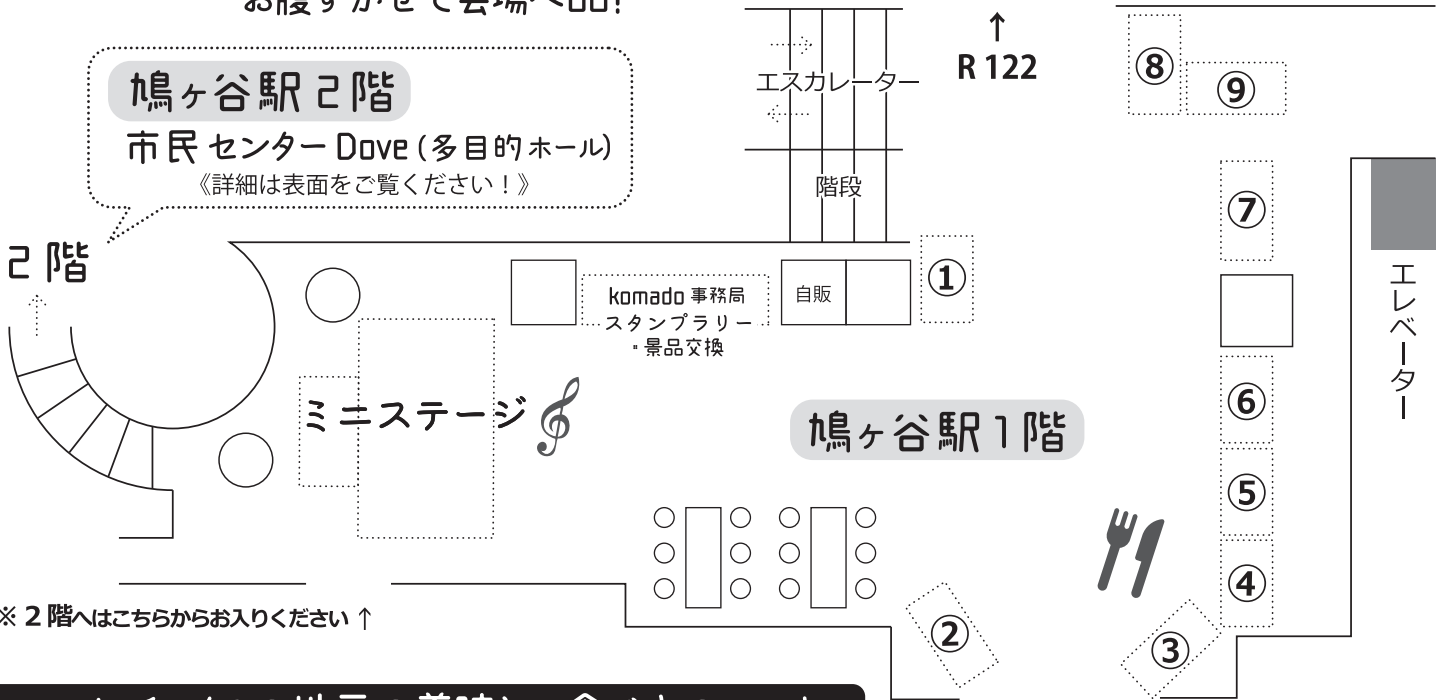 お腹すかせて会場へGO!
エスカレーター
↑
R 122
⑧
⑨
鳩ヶ谷駅2階
市民センターDove(多目的ホール)
《詳細は表面をご覧ください!》
階段
⑦
2階
①
komado事務局
スタンプラリー
・景品交換
自販
エレベーター
ミニステージ
鳩ヶ谷駅1階
⑥
⑤
④
※2階へはこちらからお入りください↑
②
③